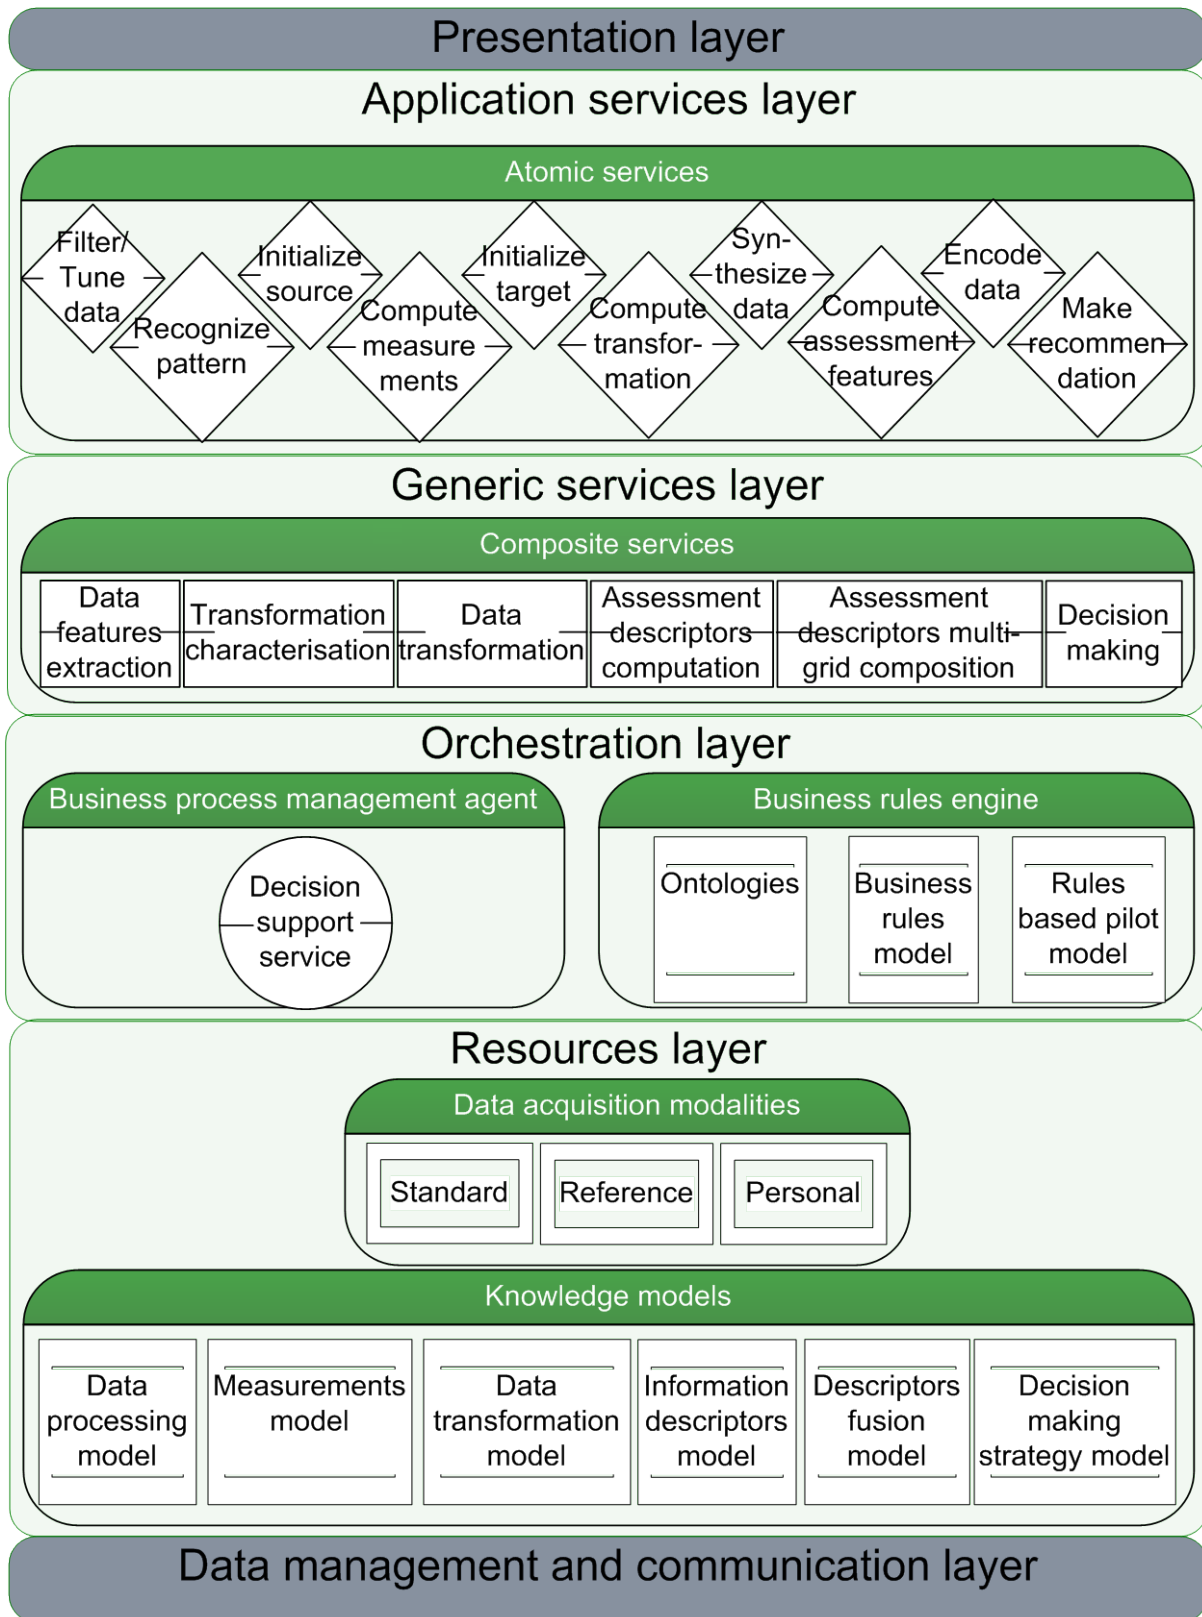 Presentation layer
Application services layer
Atomic services
Filter/
Tune
data
Recognize
pattern
Initialize
source
Compute
measure
ments
Initialize
target
Compute
transfor-
mation
Syn-
thesize
data
Compute
assessment
features
Encode
data
Make
recommen
dation
Generic services layer
Composite services
Data
features
extraction
Transformation
characterisation
Data
transformation
Assessment
descriptors
computation
Assessment
descriptors multi-
grid composition
Decision
making
Orchestration layer
Business process management agent
Decision
support
service
Business rules engine
Ontologies
Business
rules
model
Rules
based pilot
model
Resources layer
Data acquisition modalities
Standard
Reference
Personal
Knowledge models
Data
processing
model
Measurements
model
Data
transformation
model
Information
descriptors
model
Descriptors
fusion
model
Decision
making
strategy model
Data management and communication layer